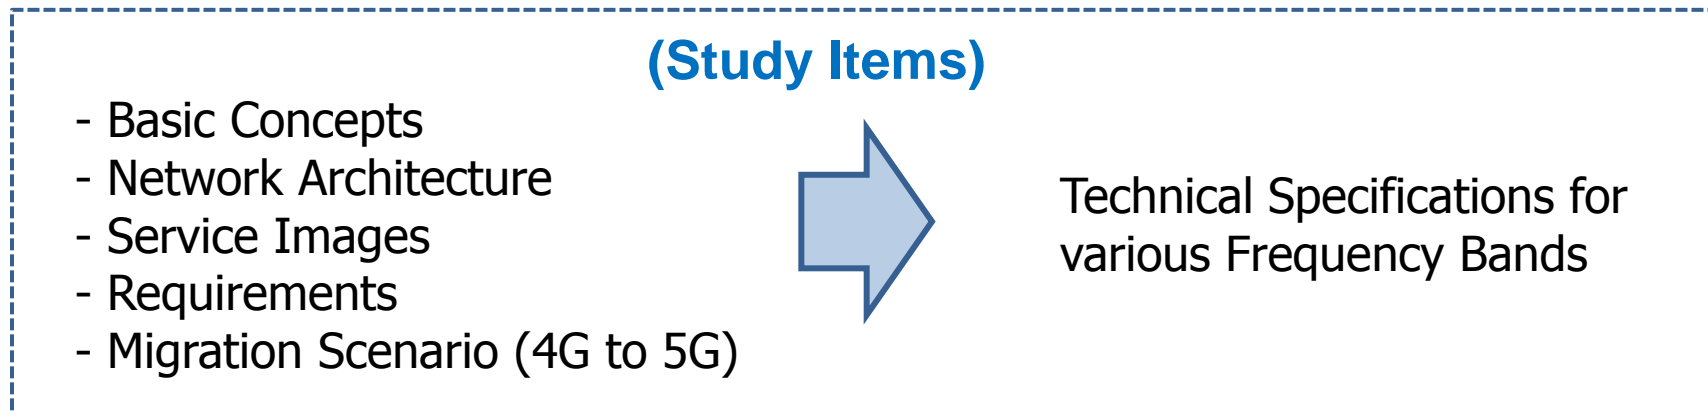 (Study Items)
- Basic Concepts
- Network Architecture
- Service Images
- Requirements
- Migration Scenario (4G to 5G)
Technical Specifications for
various Frequency Bands